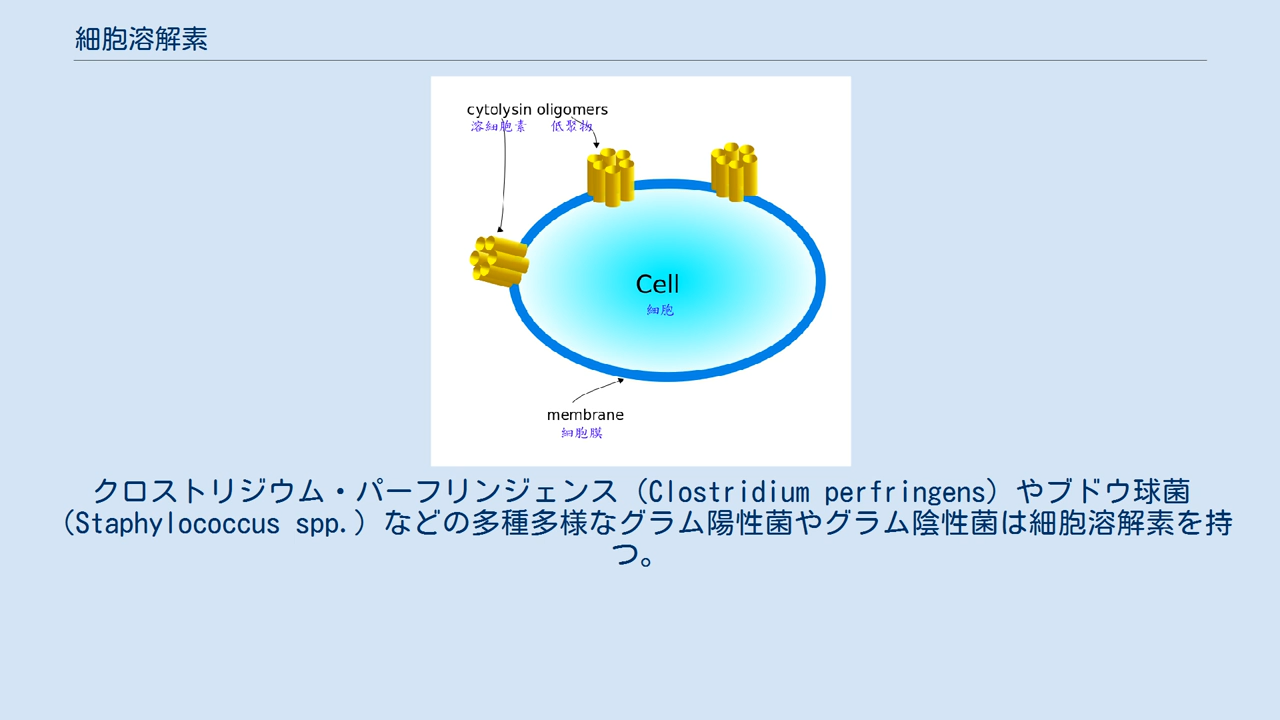 細胞溶解素
cytolysin oligomers
溶細胞素 低聚物
Cell
細胞
membrane
細胞膜
クロストリジウム・パーフリンジェンス（Clostridium perfringens）やブドウ球菌
（Staphylococcus spp.）などの多種多様なグラム陽性菌やグラム陰性菌は細胞溶解素を持
つ。